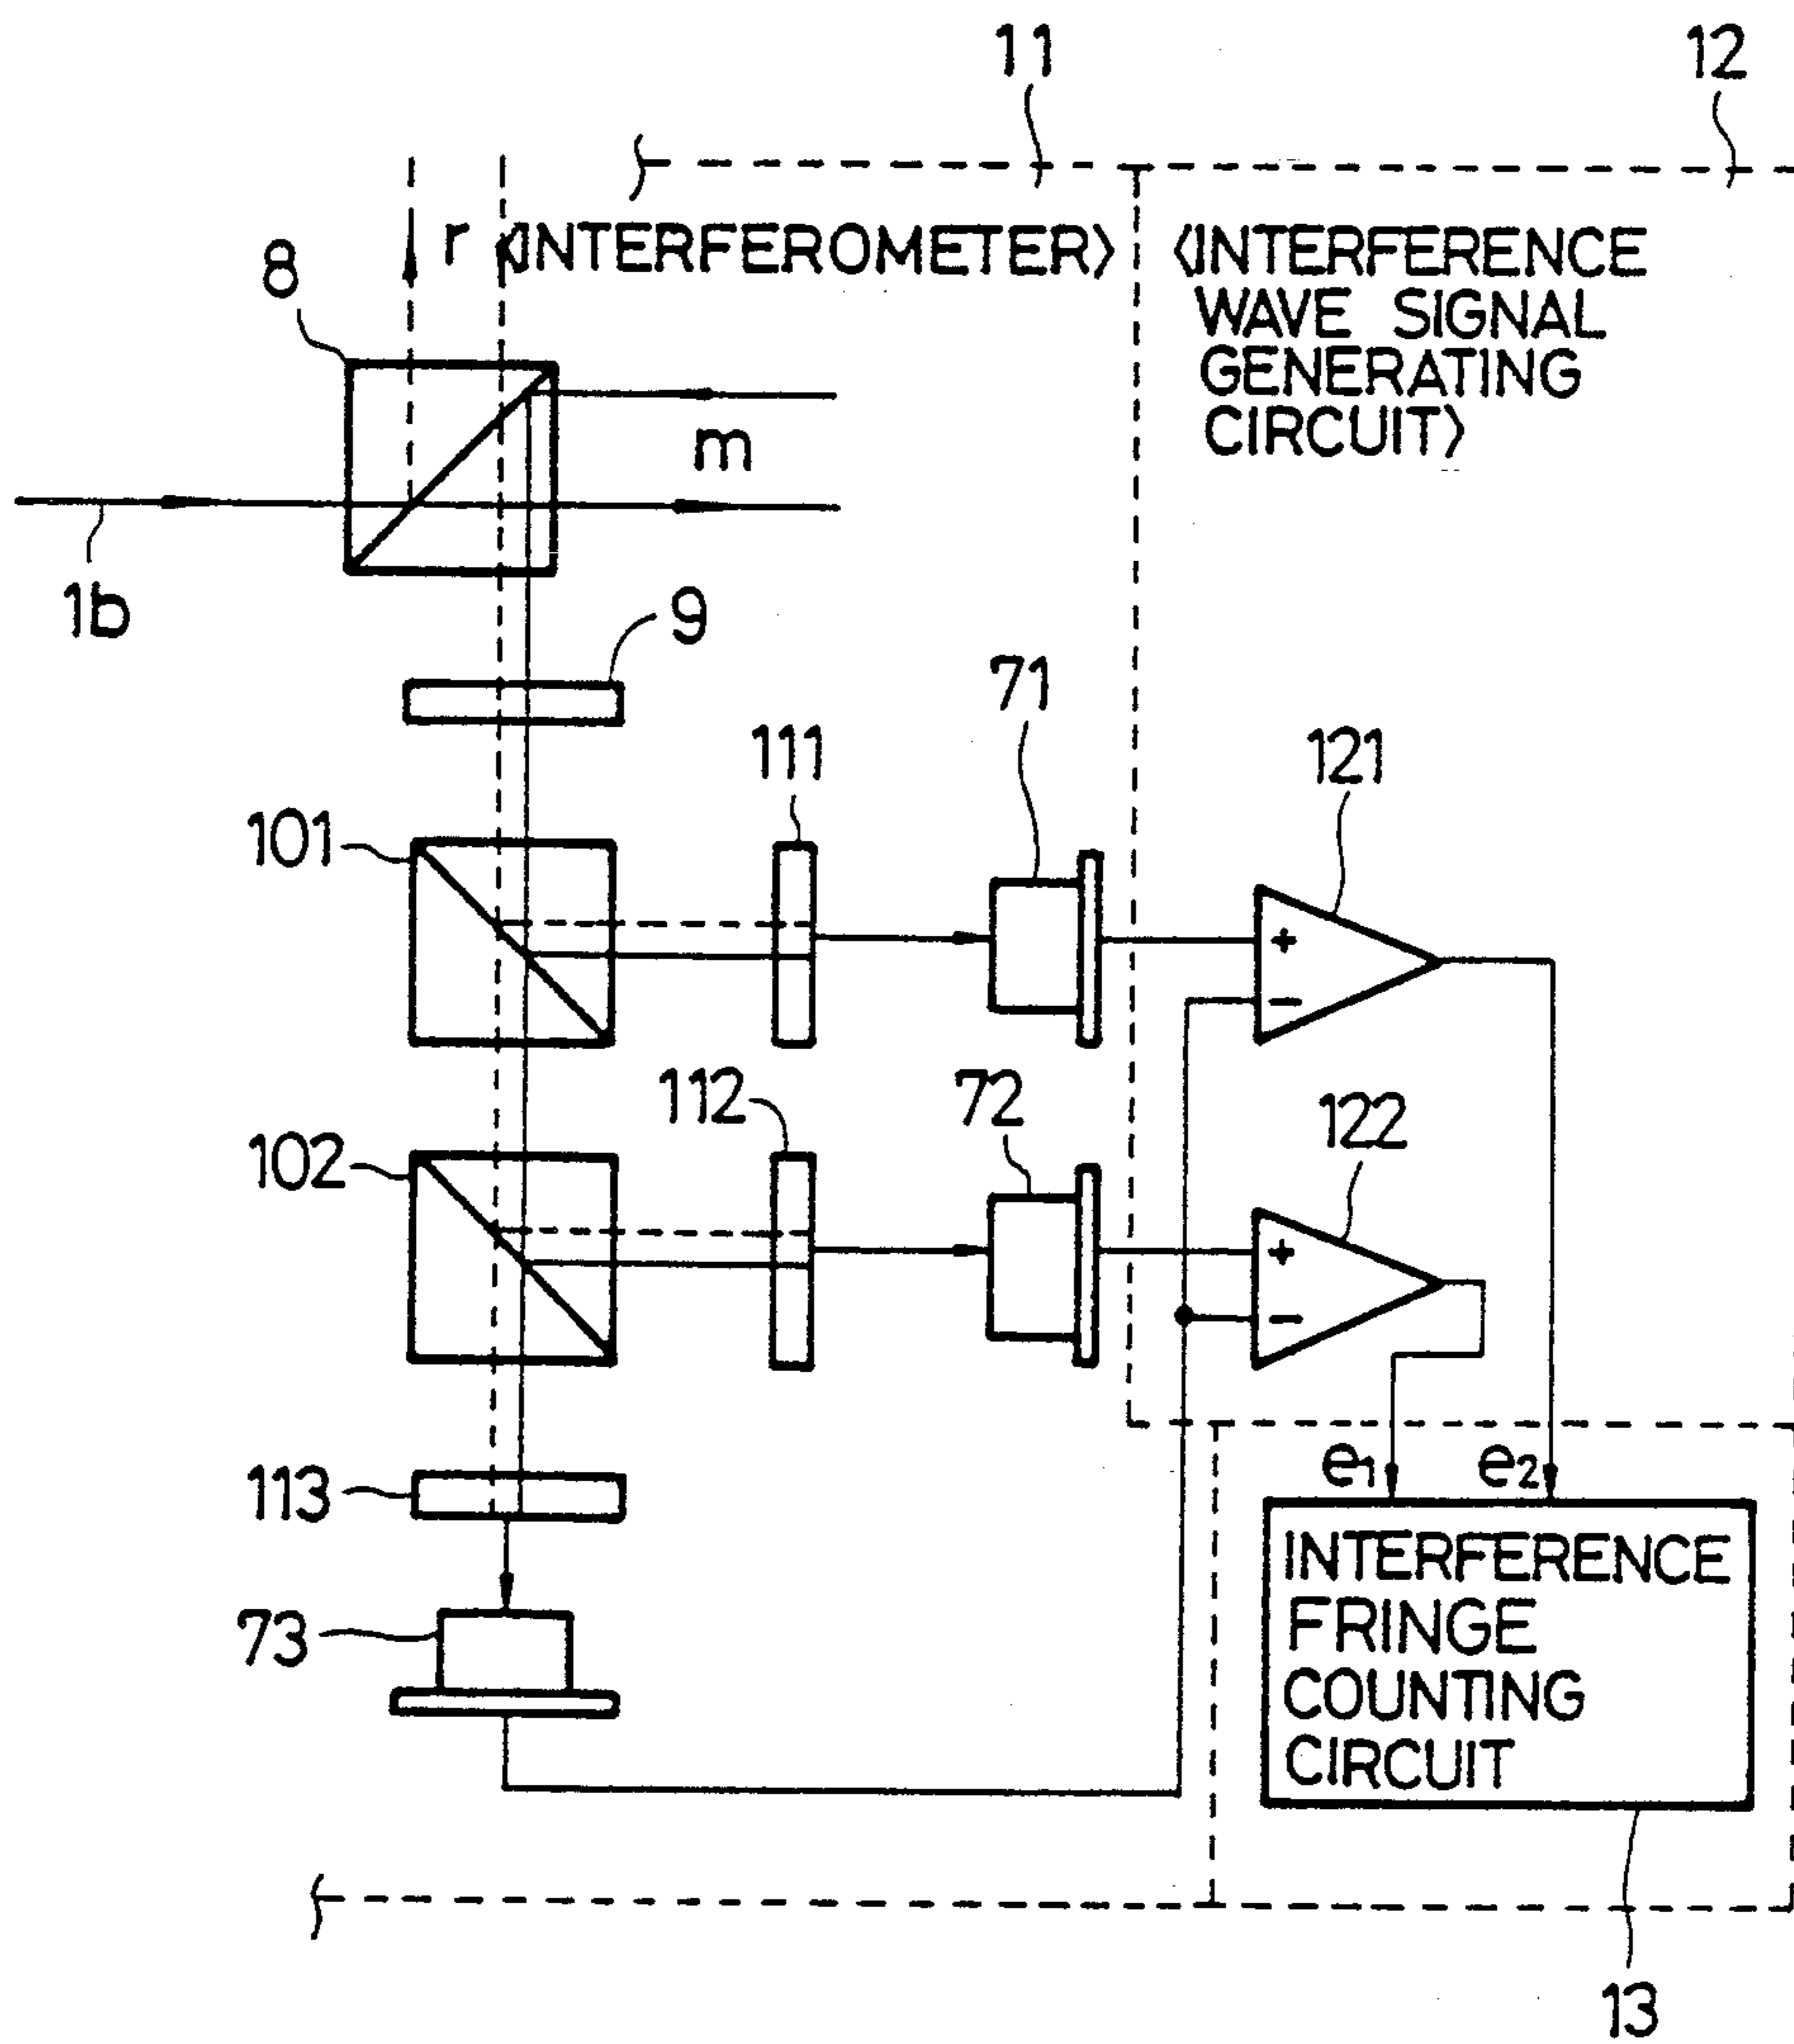 11
12
r
〈INTERFEROMETER〉
〈INTERFERENCE
WAVE SIGNAL
GENERATING
CIRCUIT〉
8
m
1b
9
71
111
121
101
+
−
112
72
122
102
+
−
e1
e2
113
INTERFERENCE
FRINGE
COUNTING
CIRCUIT
73
13